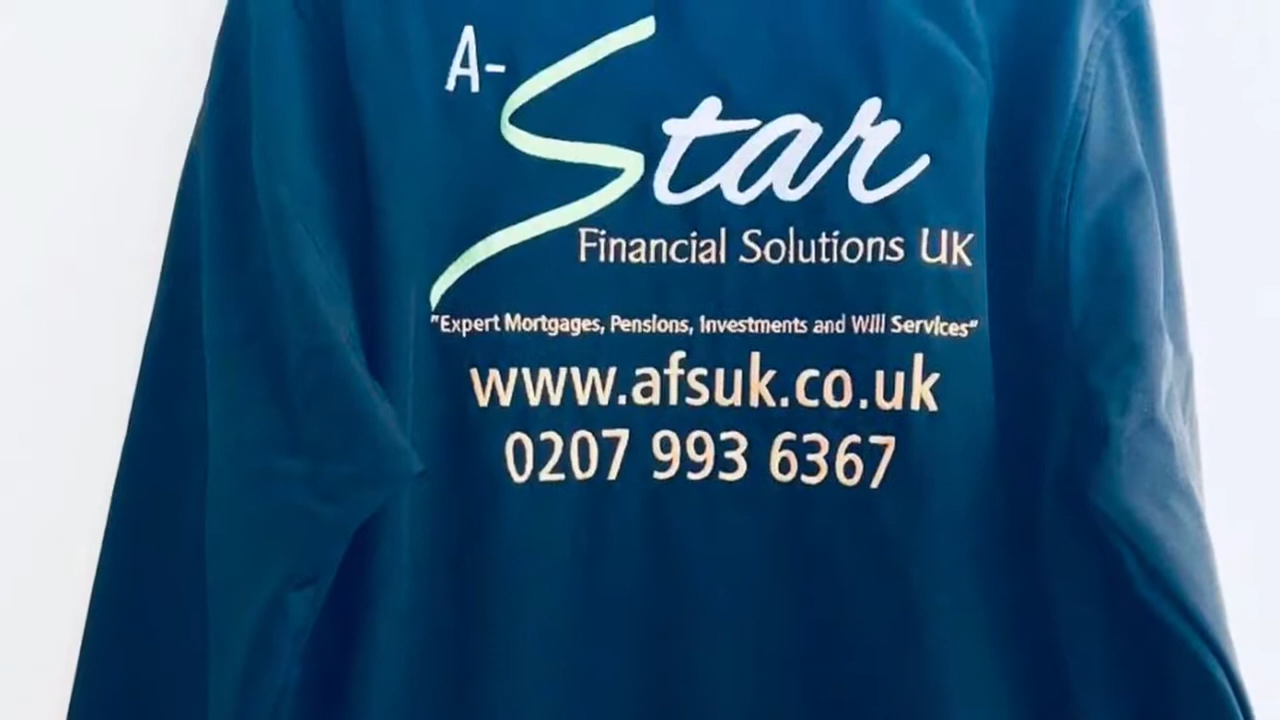 A-Star
Financial Solutions UK
"Expert Mortgages, Pensions, Investments and Will Services"
www.afsuk.co.uk
0207 993 6367